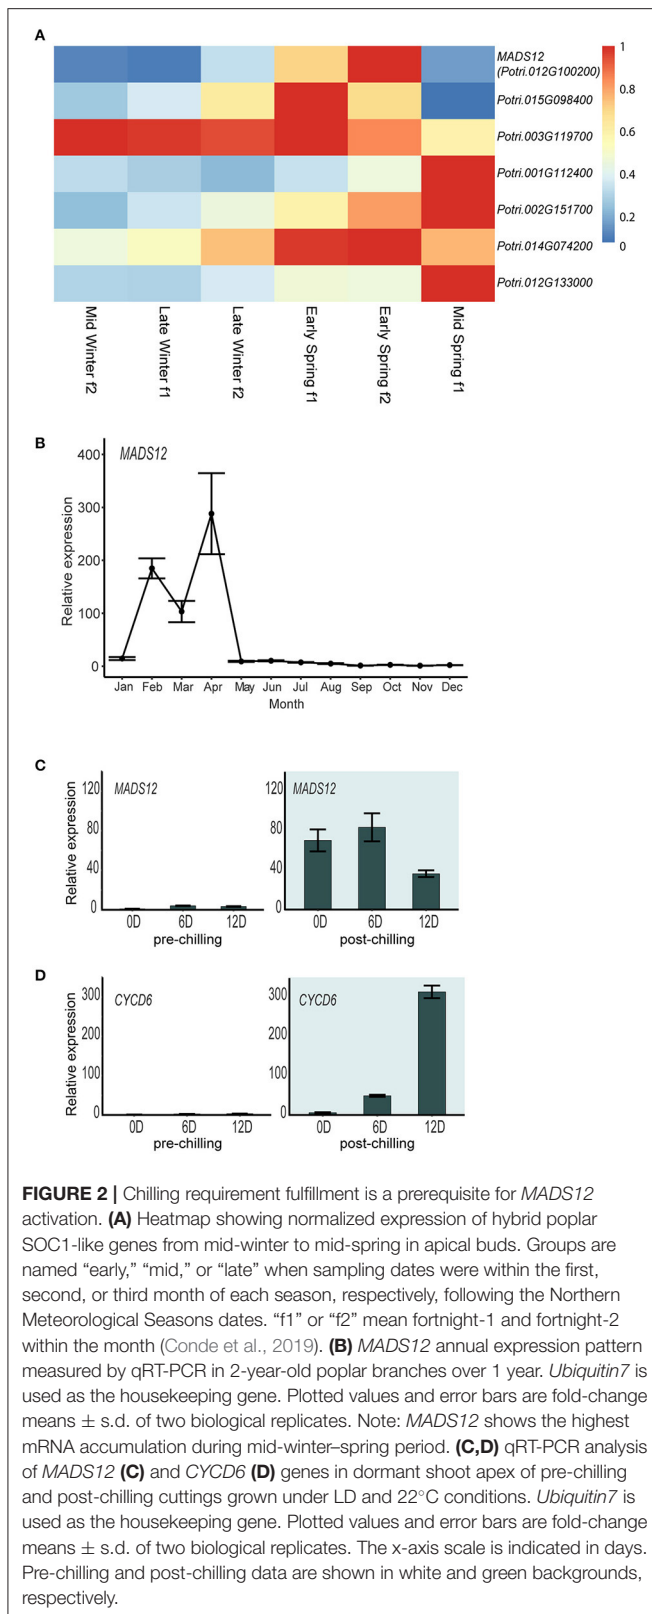 A
MADS12
(Potri.012G100200)
Potri.015G098400
Potri.003G119700
Potri.001G112400
Potri.002G151700
Potri.014G074200
Potri.012G133000
1
0.8
0.6
0.4
0.2
0
Mid Winter f2
Late Winter f1
Late Winter f2
Early Spring f1
Early Spring f2
Mid Spring f1
B
MADS12
Relative expression
400
300
200
100
0
Jan Feb Mar Apr May Jun Jul Aug Sep Oct Nov Dec
Month
C
MADS12
Relative expression
120
80
40
0
0D 6D 12D
pre-chilling
MADS12
120
80
40
0
0D 6D 12D
post-chilling
D
CYCD6
Relative expression
300
200
100
0
0D 6D 12D
pre-chilling
CYCD6
300
200
100
0
0D 6D 12D
post-chilling
FIGURE 2 | Chilling requirement fulfillment is a prerequisite for MADS12
activation. (A) Heatmap showing normalized expression of hybrid poplar
SOC1-like genes from mid-winter to mid-spring in apical buds. Groups are
named “early,” “mid,” or “late” when sampling dates were within the first,
second, or third month of each season, respectively, following the Northern
Meteorological Seasons dates. “f1” or “f2” mean fortnight-1 and fortnight-2
within the month (Conde et al., 2019). (B) MADS12 annual expression pattern
measured by qRT-PCR in 2-year-old poplar branches over 1 year. Ubiquitin7 is
used as the housekeeping gene. Plotted values and error bars are fold-change
means ± s.d. of two biological replicates. Note: MADS12 shows the highest
mRNA accumulation during mid-winter–spring period. (C,D) qRT-PCR analysis
of MADS12 (C) and CYCD6 (D) genes in dormant shoot apex of pre-chilling
and post-chilling cuttings grown under LD and 22°C conditions. Ubiquitin7 is
used as the housekeeping gene. Plotted values and error bars are fold-change
means ± s.d. of two biological replicates. The x-axis scale is indicated in days.
Pre-chilling and post-chilling data are shown in white and green backgrounds,
respectively.